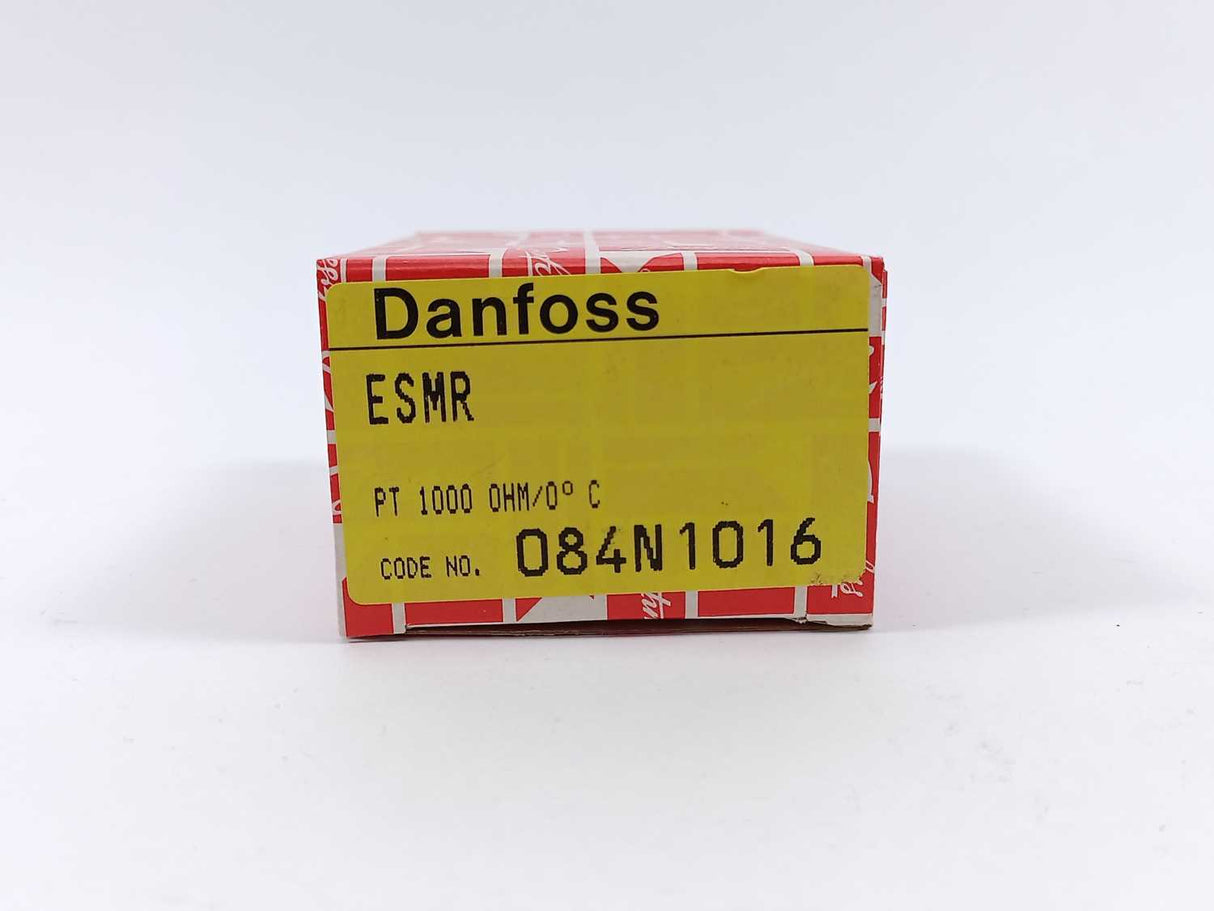 Danfoss
ESMR
PT 1000 OHM/0° C
CODE NO. 084N1016